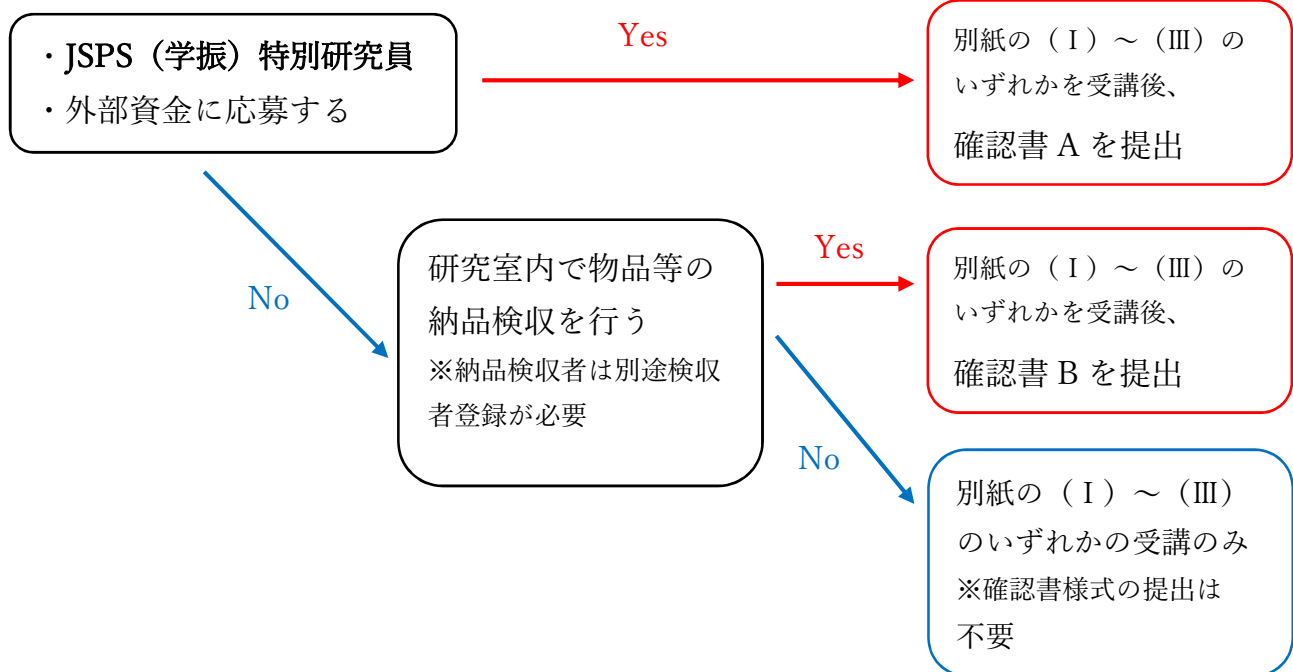 ・JSPS（学振）特別研究員
・外部資金に応募する
Yes
別紙の（Ⅰ）～（Ⅲ）の
いずれかを受講後、
確認書 A を提出
No
研究室内で物品等の
納品検収を行う
※納品検収者は別途検収
者登録が必要
Yes
別紙の（Ⅰ）～（Ⅲ）の
いずれかを受講後、
確認書 B を提出
No
別紙の（Ⅰ）～（Ⅲ）
のいずれかの受講のみ
※確認書様式の提出は
不要